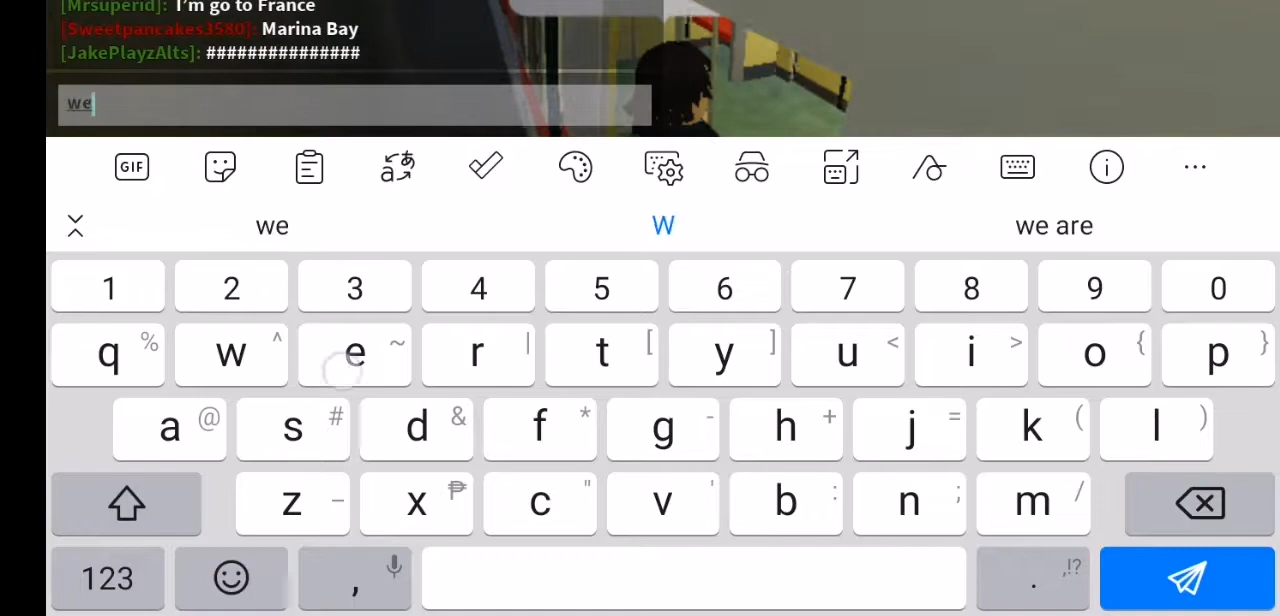 [Mrsuperid]: I'm go to France
[Sweetpancakes3580]: Marina Bay
[JakePlayzAlts]: ###############
we
GIF
we W we are
1 2 3 4 5 6 7 8 9 0
q % w ^ e ~ r | t [ y ] u < i > o { p }
a @ s # d & f * g - h + j = k ( l )
z – x ₱ c " v ' b : n ; m /
123 , . ,!?